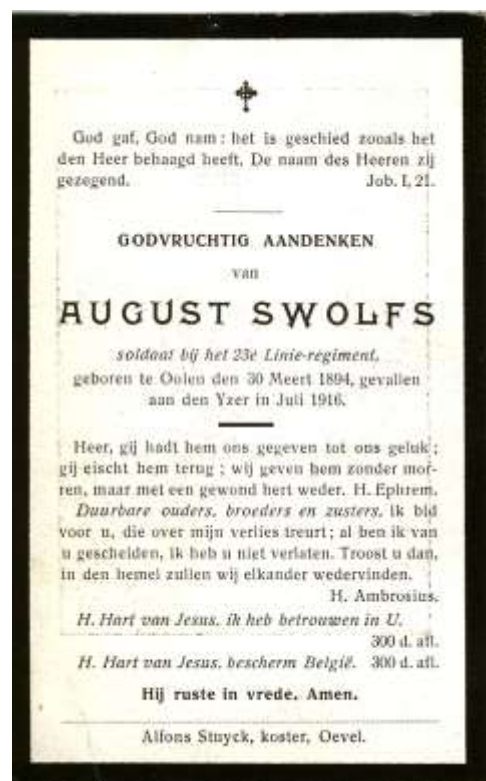 God gaf, God nam : het is geschied zooals het
den Heer behaagd heeft, De naam des Heeren zij
gezegend. Job. I, 21.
GODVRUCHTIG AANDENKEN
van
AUGUST SWOLFS
soldaat bij het 23e Linie-regiment,
geboren te Oolen den 30 Meert 1894, gevallen
aan den Yzer in Juli 1916.
Heer, gij hadt hem ons gegeven tot ons geluk ;
gij eischt hem terug ; wij geven hem zonder mor-
ren, maar met een gewond hert weder. H. Ephrem.
Duurbare ouders, broeders en zusters, ik bid
voor u, die over mijn verlies treurt ; al ben ik van
u gescheiden, ik heb u niet verlaten. Troost u dan,
in den hemel zullen wij elkander wedervinden.
H. Ambrosius.
H. Hart van Jesus, ik heb betrouwen in U.
300 d. afl.
H. Hart van Jesus, bescherm België. 300 d. afl.
Hij ruste in vrede. Amen.
Alfons Stuyck, koster, Oevel.